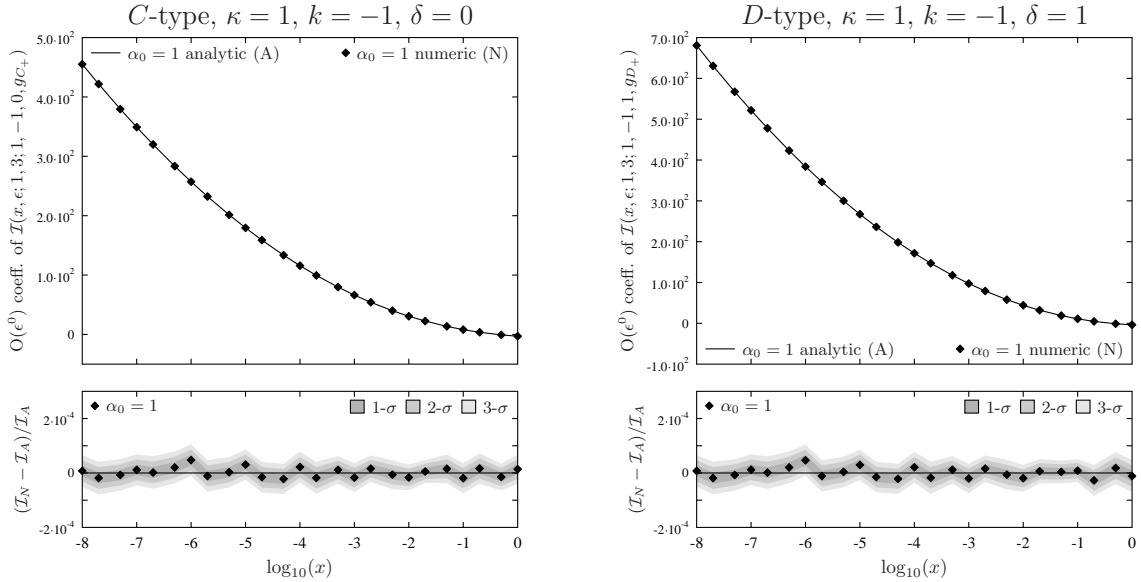 C-type, κ = 1, k = −1, δ = 0
O(ϵ⁰) coeff. of I(x, ϵ; 1, 3; 1, −1, 0, g_{C+})
5.0·10²
4.0·10²
3.0·10²
2.0·10²
1.0·10²
0
α₀ = 1 analytic (A)
α₀ = 1 numeric (N)
(I_N − I_A)/I_A
2·10⁻⁴
0
-2·10⁻⁴
α₀ = 1
1-σ
2-σ
3-σ
-8 -7 -6 -5 -4 -3 -2 -1 0
log₁₀(x)
D-type, κ = 1, k = −1, δ = 1
O(ϵ⁰) coeff. of I(x, ϵ; 1, 3; 1, −1, 1, g_{D+})
7.0·10²
6.0·10²
5.0·10²
4.0·10²
3.0·10²
2.0·10²
1.0·10²
0
-1.0·10²
α₀ = 1 analytic (A)
α₀ = 1 numeric (N)
(I_N − I_A)/I_A
2·10⁻⁴
0
-2·10⁻⁴
α₀ = 1
1-σ
2-σ
3-σ
-8 -7 -6 -5 -4 -3 -2 -1 0
log₁₀(x)